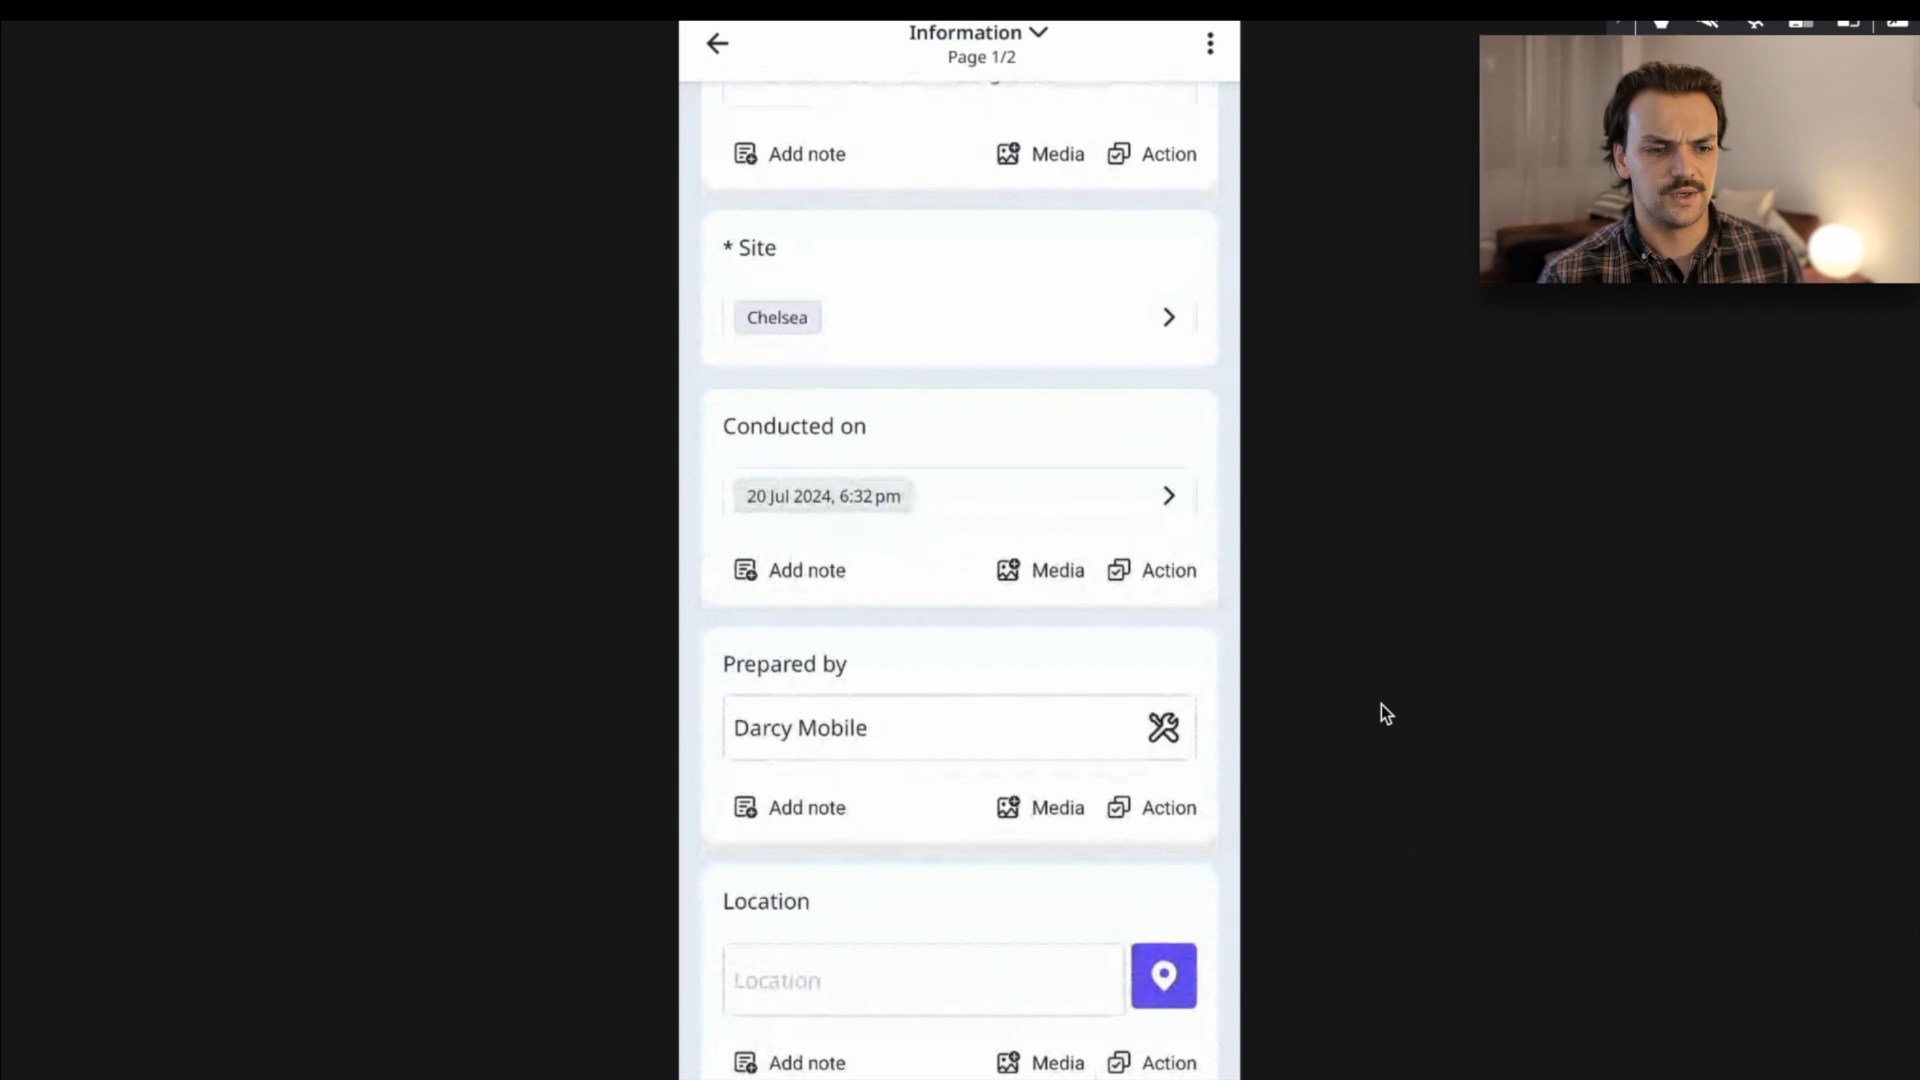 Information
Page 1/2
Add note
Media
Action
* Site
Chelsea
Conducted on
20 Jul 2024, 6:32 pm
Add note
Media
Action
Prepared by
Darcy Mobile
Add note
Media
Action
Location
Location
Add note
Media
Action